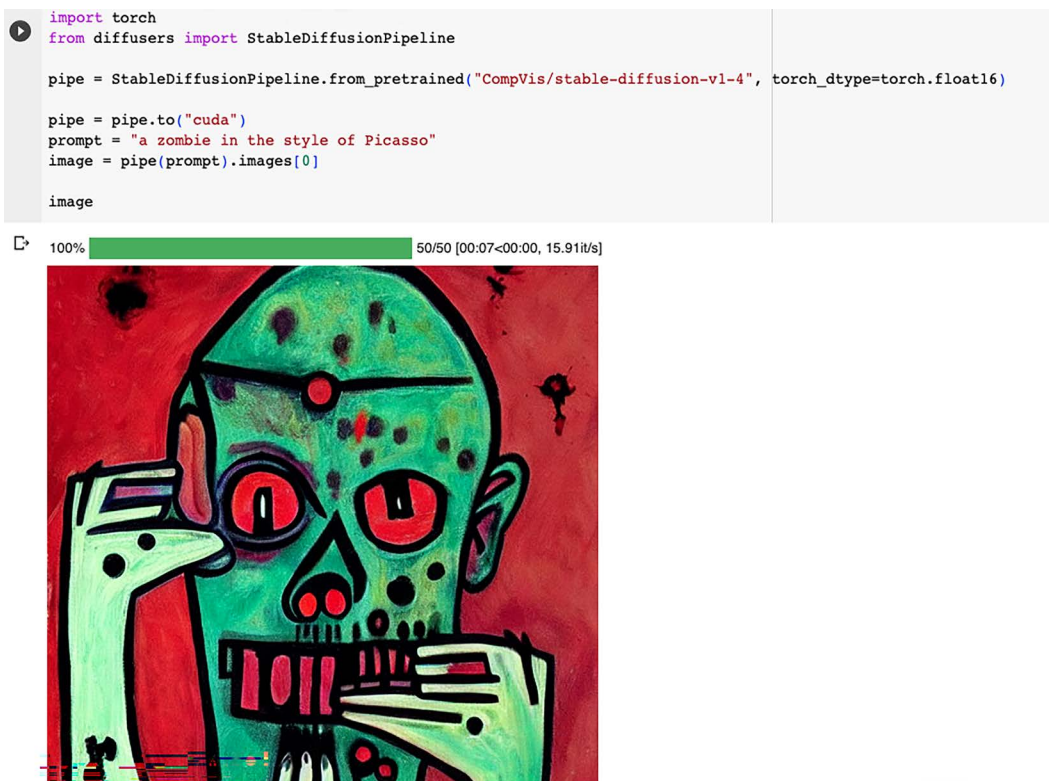 import torch
from diffusers import StableDiffusionPipeline
pipe = StableDiffusionPipeline.from_pretrained("CompVis/stable-diffusion-v1-4", torch_dtype=torch.float16)
pipe = pipe.to("cuda")
prompt = "a zombie in the style of Picasso"
image = pipe(prompt).images[0]
image
100% 50/50 [00:07<00:00, 15.91it/s]